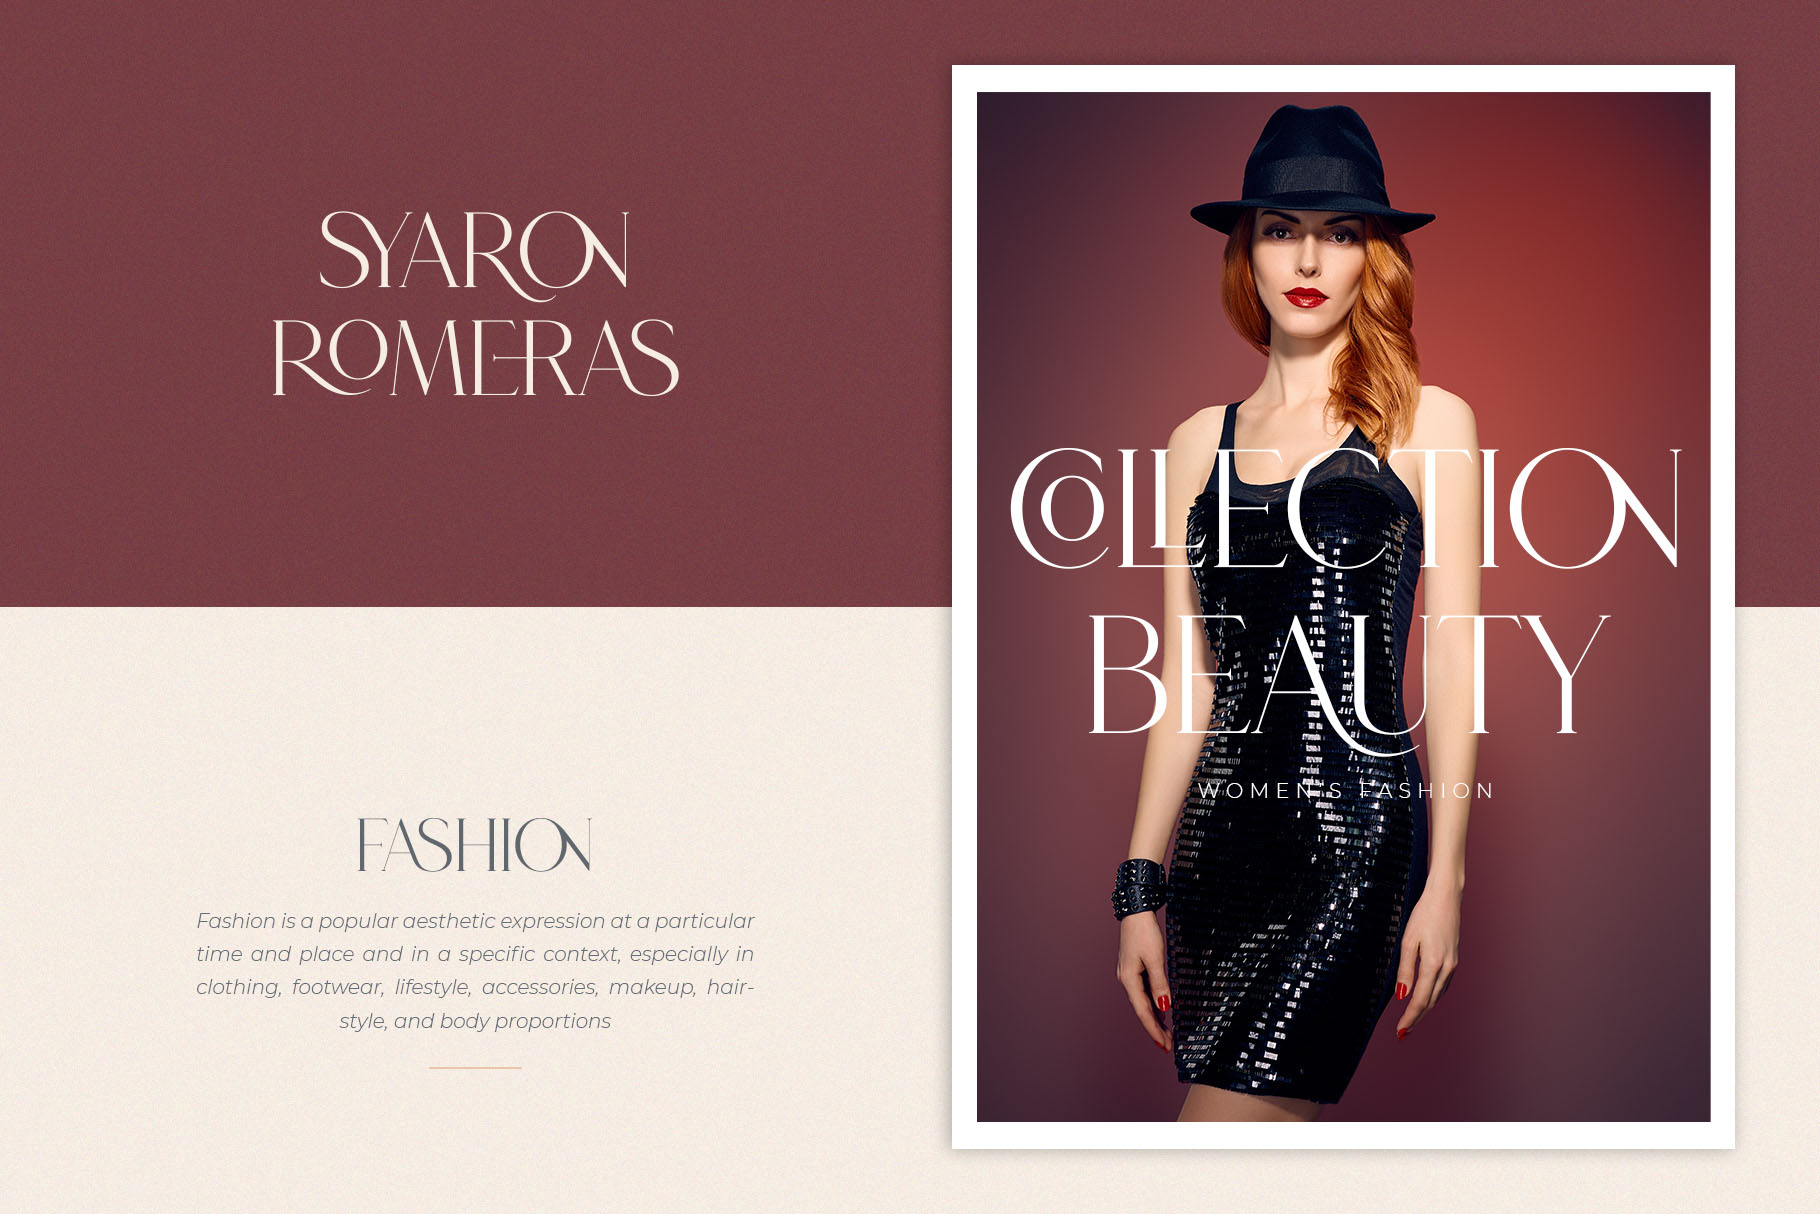 SYARON
ROMERAS
FASHION
Fashion is a popular aesthetic expression at a particular
time and place and in a specific context, especially in
clothing, footwear, lifestyle, accessories, makeup, hair-
style, and body proportions
COLLECTION
BEAUTY
WOMEN'S FASHION